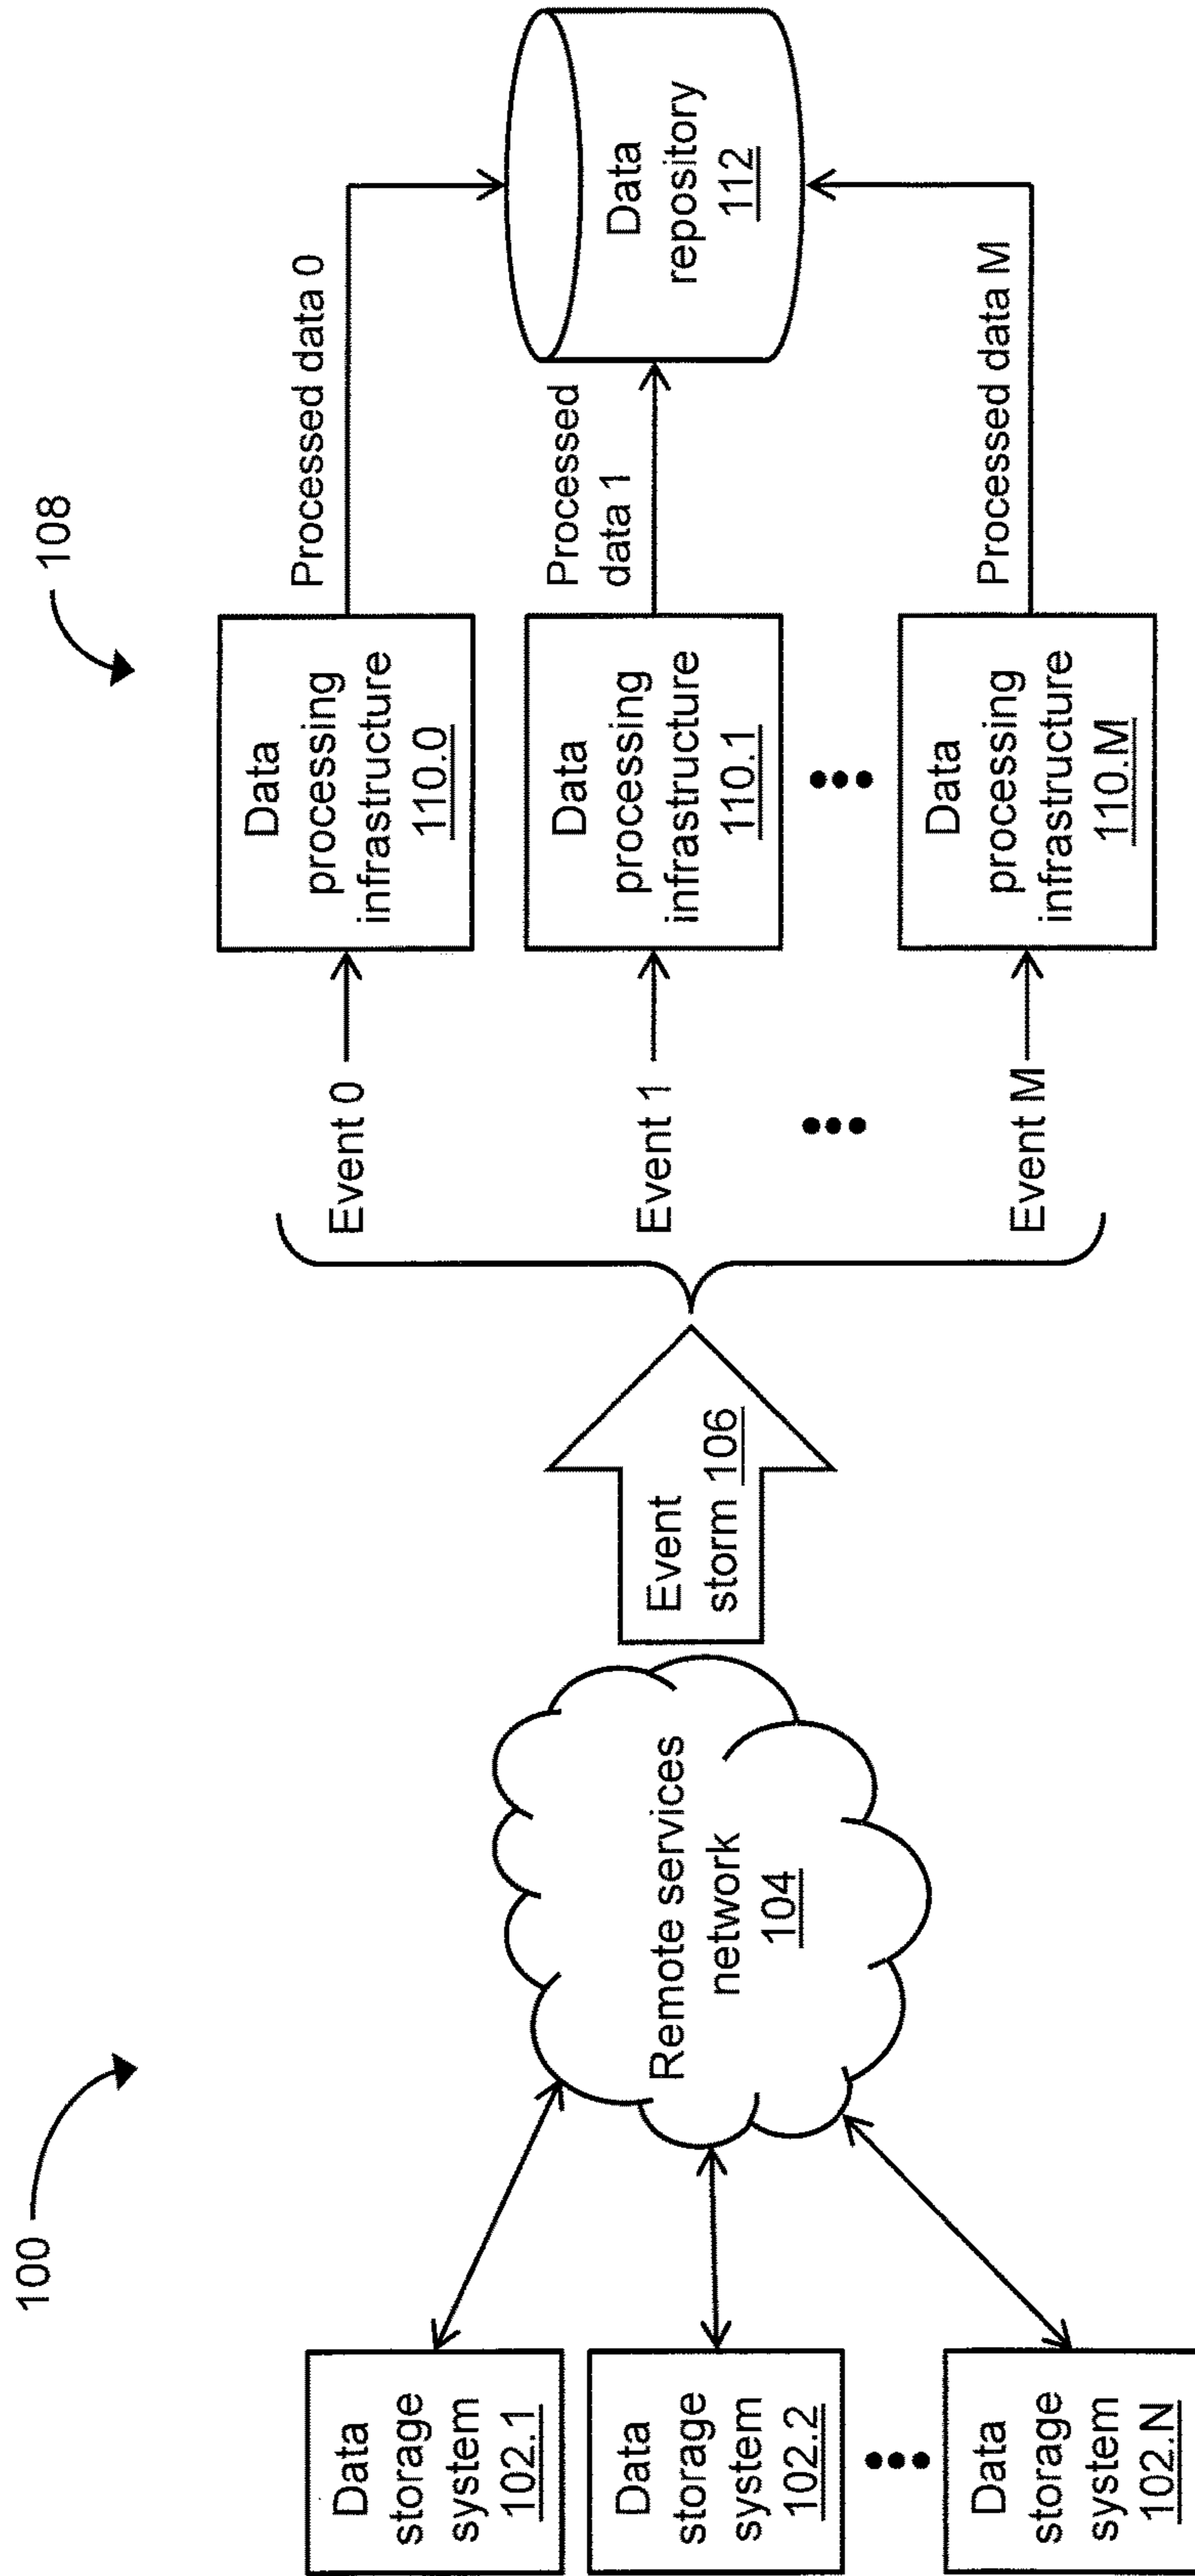 100
108
Data
storage
system
102.1
Data
storage
system
102.2
Data
storage
system
102.N
Remote services
network
104
Event
storm 106
Event 0
Event 1
Event M
Data
processing
infrastructure
110.0
Data
processing
infrastructure
110.1
Data
processing
infrastructure
110.M
Processed data 0
Processed
data 1
Processed data M
Data
repository
112